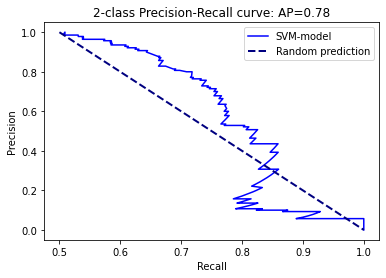 2-class Precision-Recall curve: AP=0.78
SVM-model
Random prediction
1.0
0.8
0.6
0.4
0.2
0.0
Precision
0.5 0.6 0.7 0.8 0.9 1.0
Recall